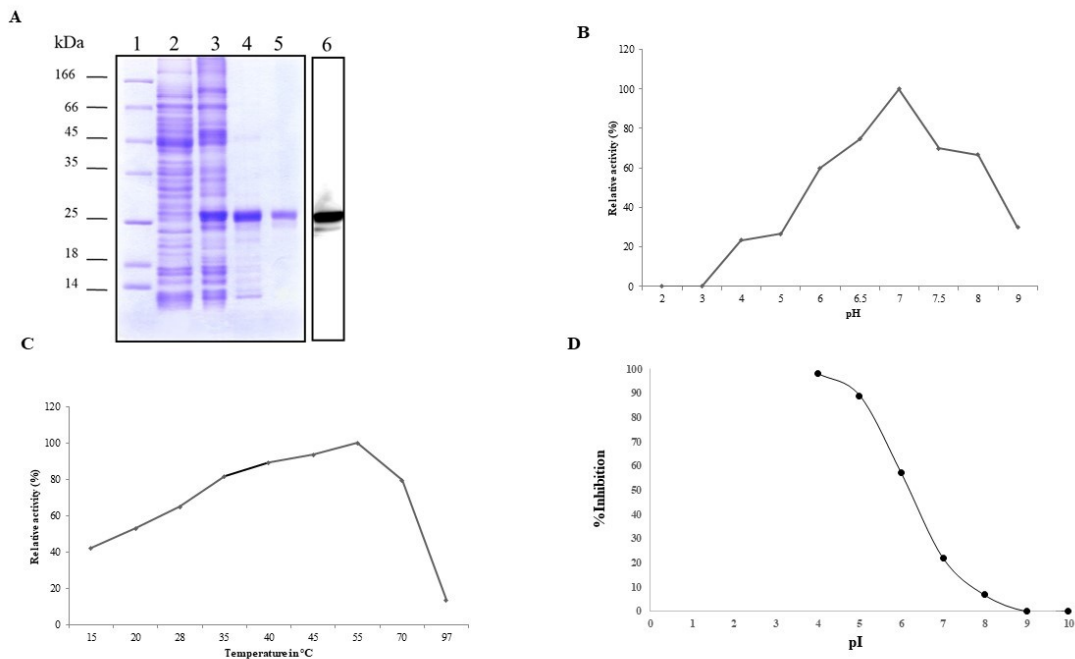 A
kDa 1 2 3 4 5 6
166
66
45
35
25
18
14
B
120
100
80
60
40
20
0
Relative activity (%)
2 3 4 5 6 6.5 7 7.5 8 9
pH
C
120
100
80
60
40
20
0
Relative activity (%)
15 20 28 35 40 45 55 70 97
Temperature in °C
D
100
90
80
70
60
50
40
30
20
10
0
%Inhibition
0 1 2 3 4 5 6 7 8 9 10
pI